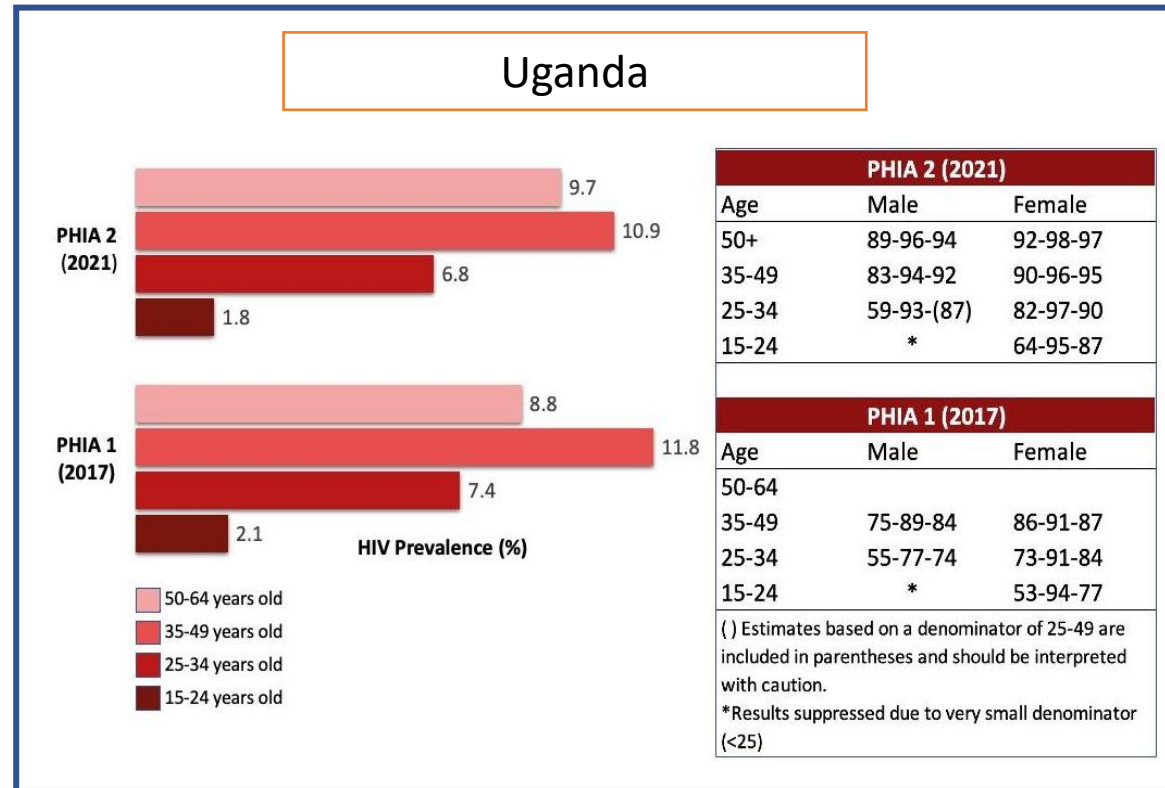 Uganda
PHIA 2
(2021)
9.7
10.9
6.8
1.8
PHIA 1
(2017)
8.8
11.8
7.4
2.1
HIV Prevalence (%)
50-64 years old
35-49 years old
25-34 years old
15-24 years old
PHIA 2 (2021)
Age Male Female
50+ 89-96-94 92-98-97
35-49 83-94-92 90-96-95
25-34 59-93-(87) 82-97-90
15-24 * 64-95-87
PHIA 1 (2017)
Age Male Female
50-64
35-49 75-89-84 86-91-87
25-34 55-77-74 73-91-84
15-24 * 53-94-77
( ) Estimates based on a denominator of 25-49 are
included in parentheses and should be interpreted
with caution.
*Results suppressed due to very small denominator
(<25)